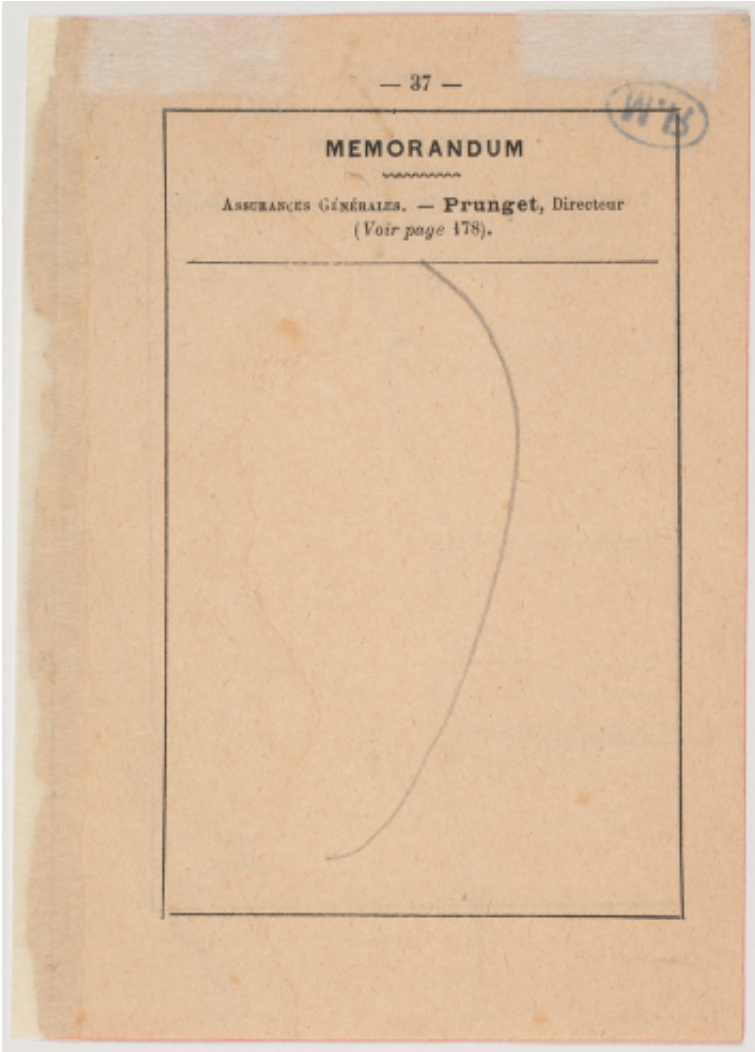 — 37 —
MEMORANDUM
ASSURANCES GÉNÉRALES. — Prunget, Directeur
(Voir page 178).